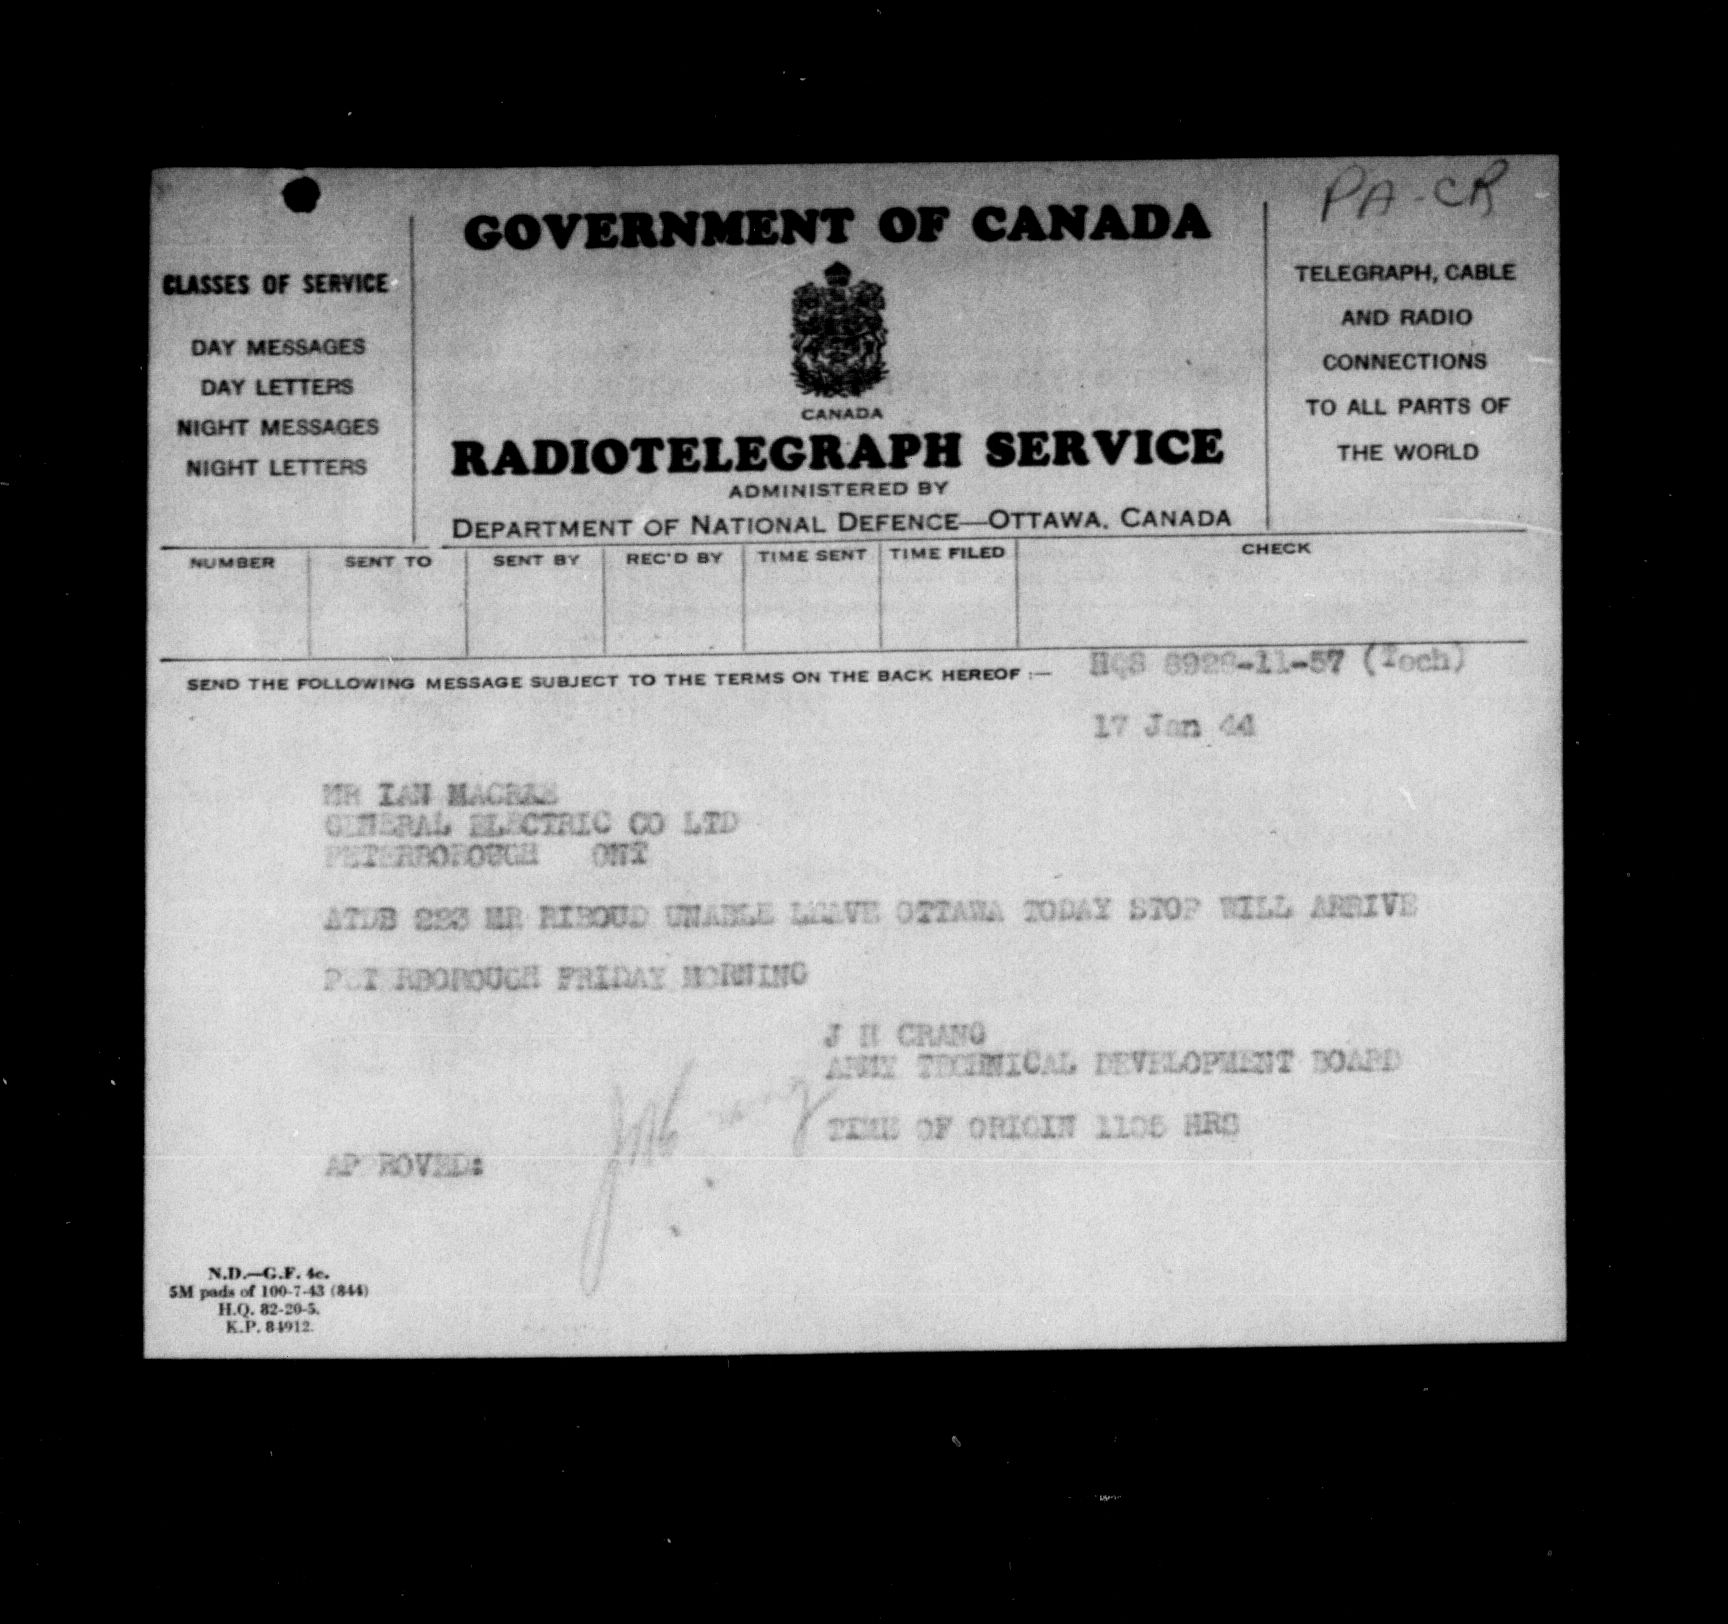 PA-CR
GOVERNMENT OF CANADA
CLASSES OF SERVICE
DAY MESSAGES
DAY LETTERS
NIGHT MESSAGES
NIGHT LETTERS
CANADA
RADIOTELEGRAPH SERVICE
ADMINISTERED BY
DEPARTMENT OF NATIONAL DEFENCE—OTTAWA, CANADA
TELEGRAPH, CABLE
AND RADIO
CONNECTIONS
TO ALL PARTS OF
THE WORLD
NUMBER SENT TO SENT BY REC'D BY TIME SENT TIME FILED CHECK
SEND THE FOLLOWING MESSAGE SUBJECT TO THE TERMS ON THE BACK HEREOF :—
HQS 8928-11-57 (Tech)
17 Jan 44
MR IAN MACRAE
GENERAL ELECTRIC CO LTD
PETERBOROUGH ONT
ATDB 223 MR RIBOUD UNABLE LEAVE OTTAWA TODAY STOP WILL ARRIVE
PETERBOROUGH FRIDAY MORNING
J H CRANG
ARMY TECHNICAL DEVELOPMENT BOARD
TIME OF ORIGIN 1105 HRS
APPROVED:
N.D.—G.F. 4c.
5M pads of 100-7-43 (844)
H.Q. 82-20-5.
K.P. 84912.